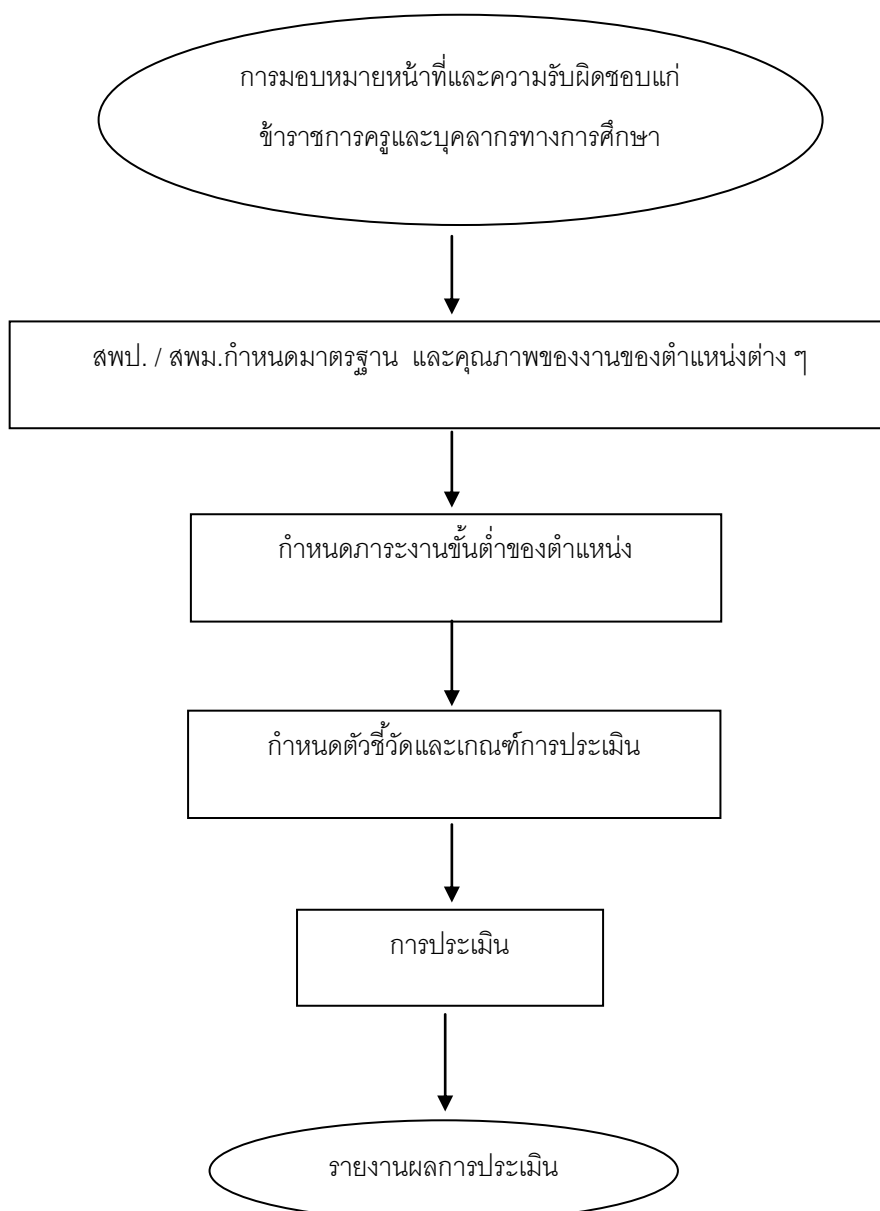 การมอบหมายหน้าที่และความรับผิดชอบแก่
ข้าราชการครูและบุคลากรทางการศึกษา
สพป. / สพม.กำหนดมาตรฐาน และคุณภาพของงานของตำแหน่งต่าง ๆ
กำหนดภาระงานขั้นต่ำของตำแหน่ง
กำหนดตัวชี้วัดและเกณฑ์การประเมิน
การประเมิน
รายงานผลการประเมิน